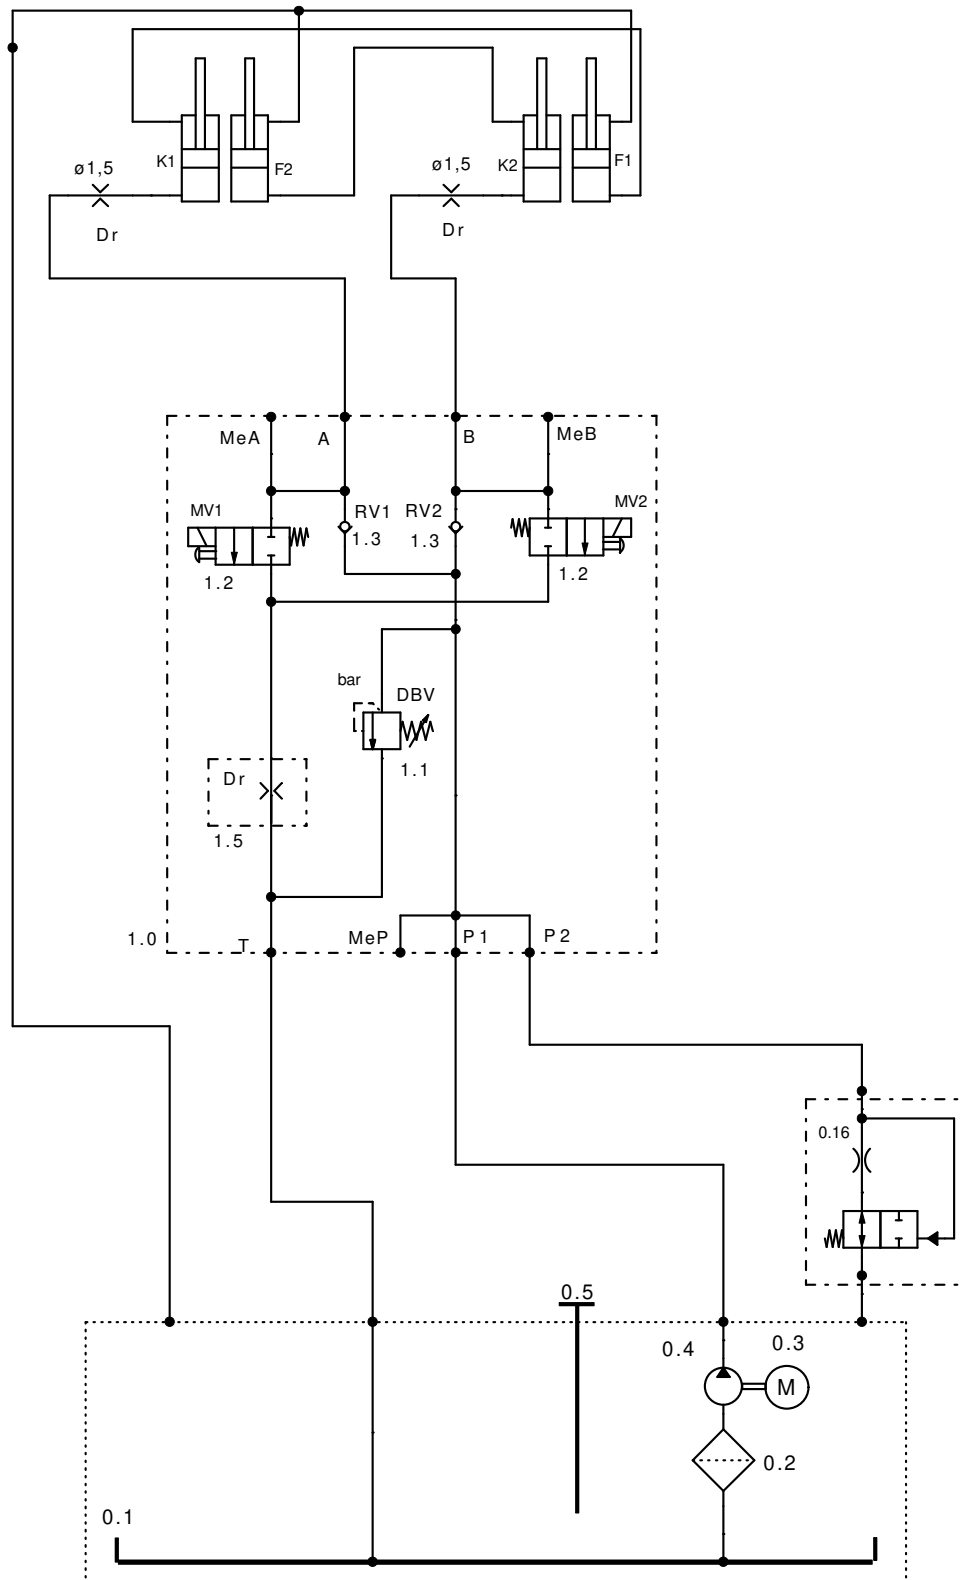 K1
F2
K2
F1
ø1,5
ø1,5
Dr
Dr
MeA
A
B
MeB
MV1
RV1
RV2
MV2
1.3
1.3
1.2
1.2
bar
DBV
1.1
Dr
1.5
1.0
T
MeP
P1
P2
0.16
0.5
0.4
0.3
M
0.2
0.1